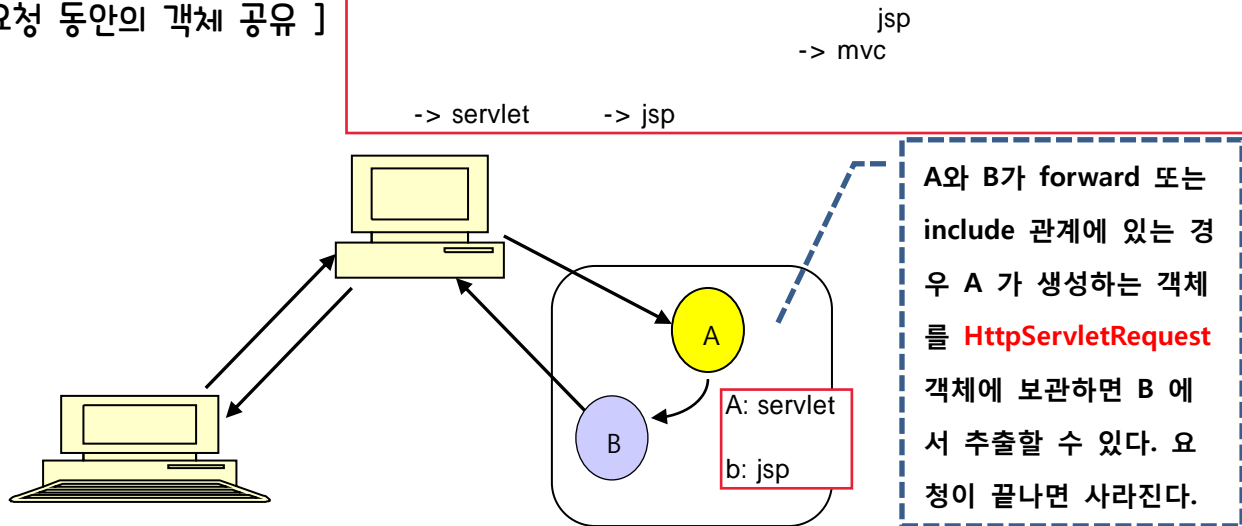 요청 동안의 객체 공유 ]
jsp
-> mvc
-> servlet -> jsp
A와 B가 forward 또는
include 관계에 있는 경
우 A 가 생성하는 객체
를 HttpServletRequest
객체에 보관하면 B 에
서 추출할 수 있다. 요
청이 끝나면 사라진다.
A
B
A: servlet
b: jsp